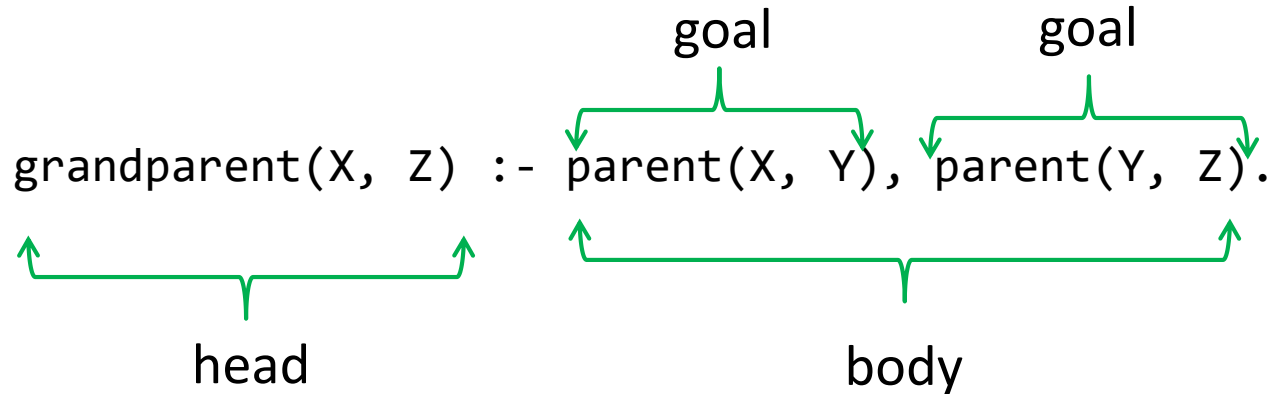 goal goal
grandparent(X, Z) :- parent(X, Y), parent(Y, Z).
head body